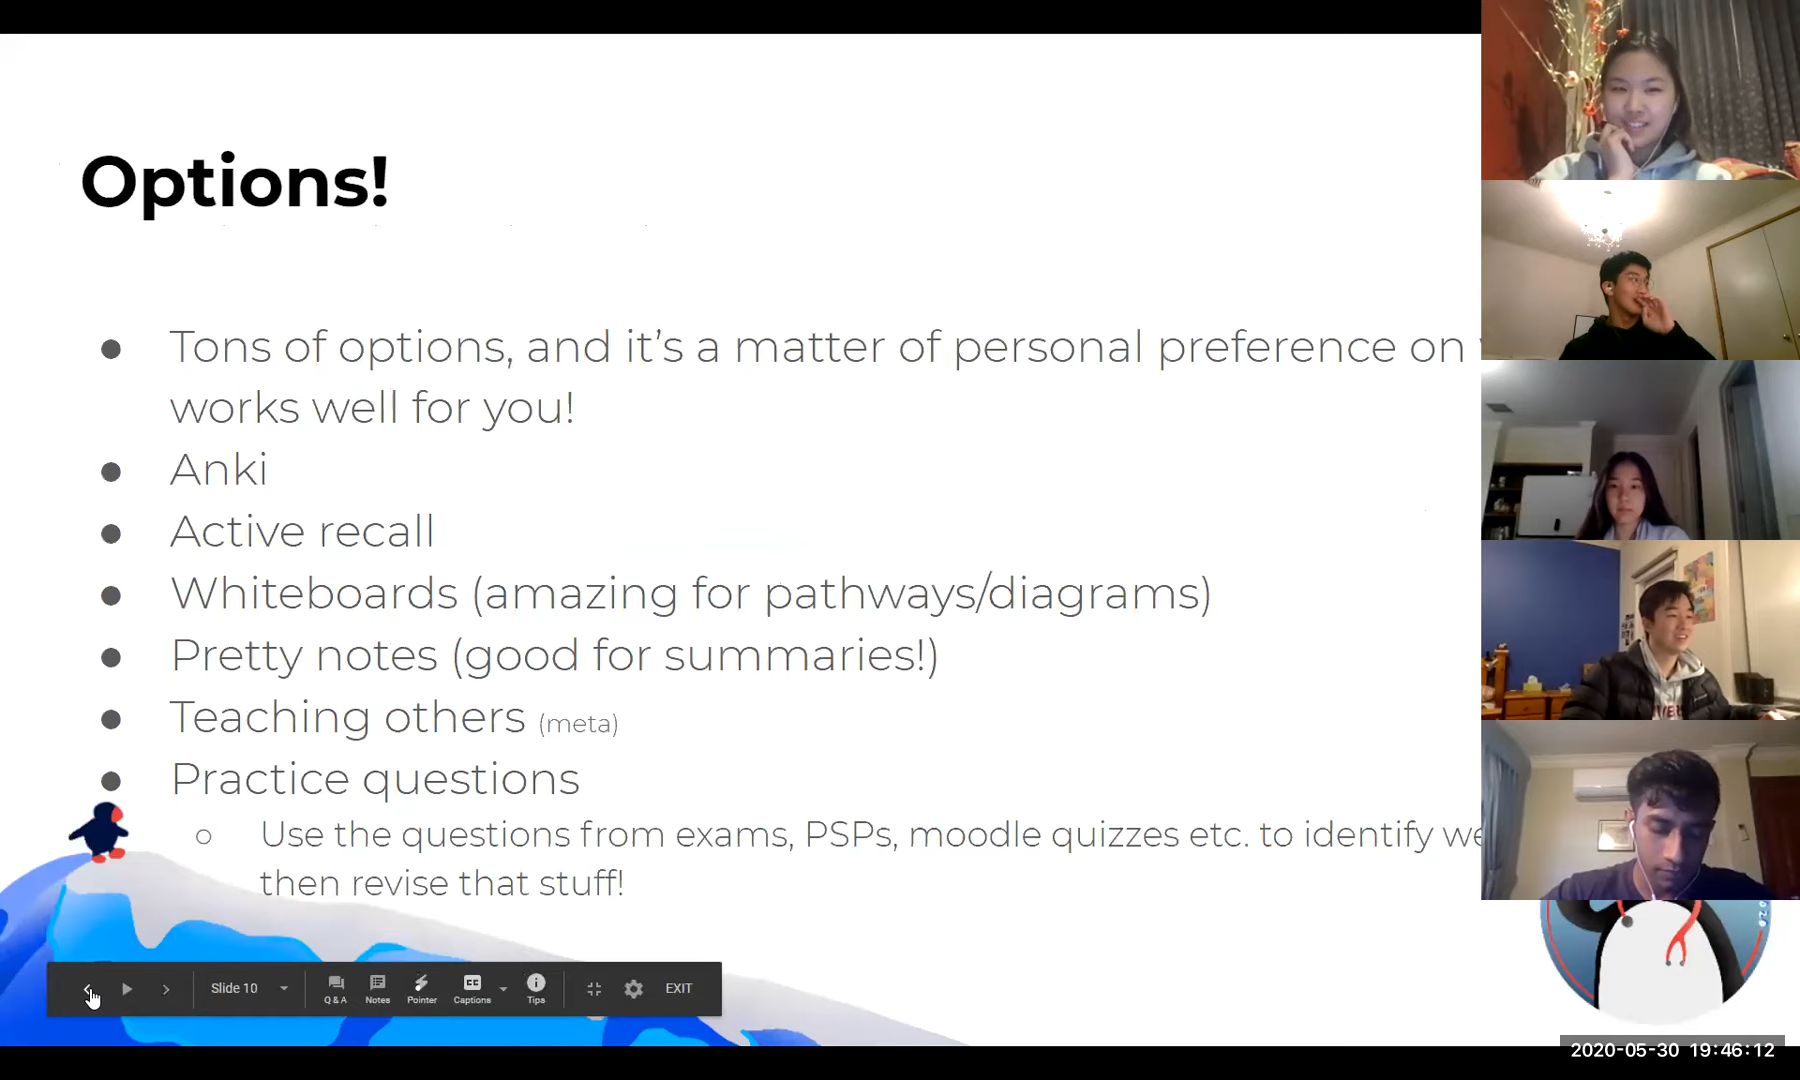 Options!
● Tons of options, and it's a matter of personal preference on
works well for you!
● Anki
● Active recall
● Whiteboards (amazing for pathways/diagrams)
● Pretty notes (good for summaries!)
● Teaching others (meta)
● Practice questions
○ Use the questions from exams, PSPs, moodle quizzes etc. to identify we
then revise that stuff!
Slide 10 Q & A Notes Pointer Captions Tips EXIT
2020
2020-05-30 19:46:12